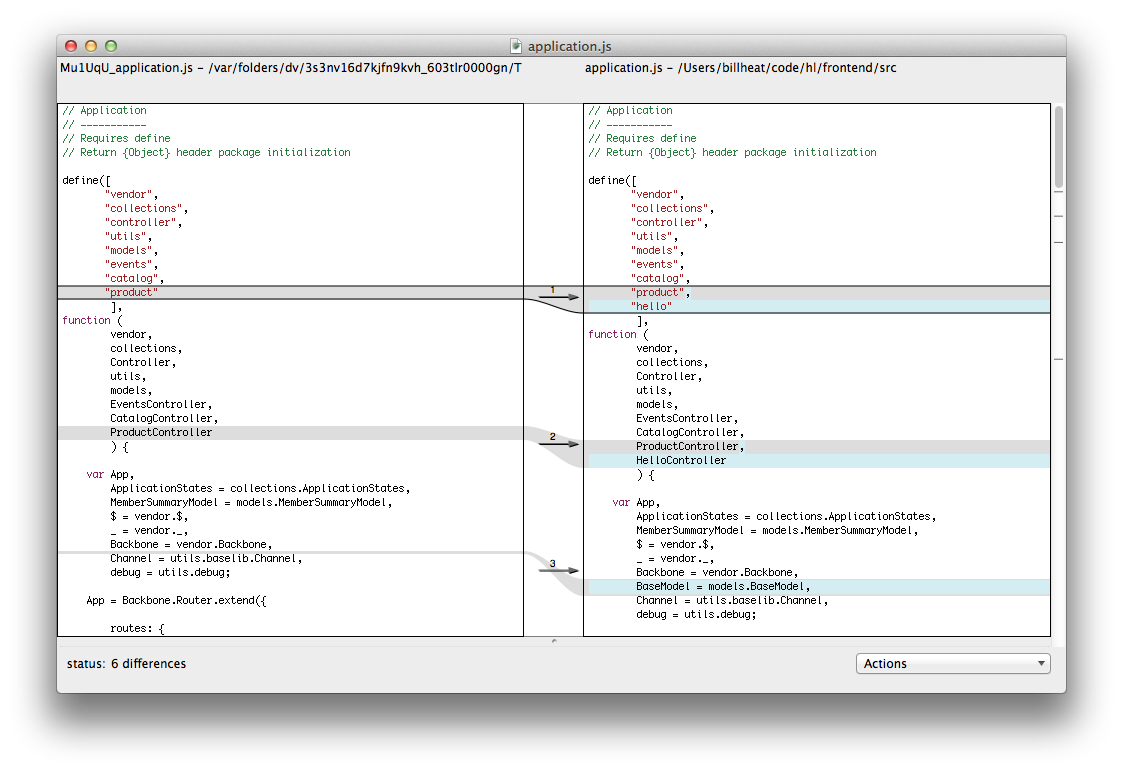 application.js
Mu1UqU_application.js – /var/folders/dv/3s3nv16d7kjfn9kvh_603tlr0000gn/T
application.js – /Users/billheat/code/hl/frontend/src
// Application
// -----------
// Requires define
// Return {Object} header package initialization
define([
"vendor",
"collections",
"controller",
"utils",
"models",
"events",
"catalog",
"product"
],
function (
vendor,
collections,
Controller,
utils,
models,
EventsController,
CatalogController,
ProductController
) {
var App,
ApplicationStates = collections.ApplicationStates,
MemberSummaryModel = models.MemberSummaryModel,
$ = vendor.$,
_ = vendor._,
Backbone = vendor.Backbone,
Channel = utils.baselib.Channel,
debug = utils.debug;
App = Backbone.Router.extend({
routes: {
1
2
3
// Application
// -----------
// Requires define
// Return {Object} header package initialization
define([
"vendor",
"collections",
"controller",
"utils",
"models",
"events",
"catalog",
"product",
"hello"
],
function (
vendor,
collections,
Controller,
utils,
models,
EventsController,
CatalogController,
ProductController,
HelloController
) {
var App,
ApplicationStates = collections.ApplicationStates,
MemberSummaryModel = models.MemberSummaryModel,
$ = vendor.$,
_ = vendor._,
Backbone = vendor.Backbone,
BaseModel = models.BaseModel,
Channel = utils.baselib.Channel,
debug = utils.debug;
status: 6 differences
Actions